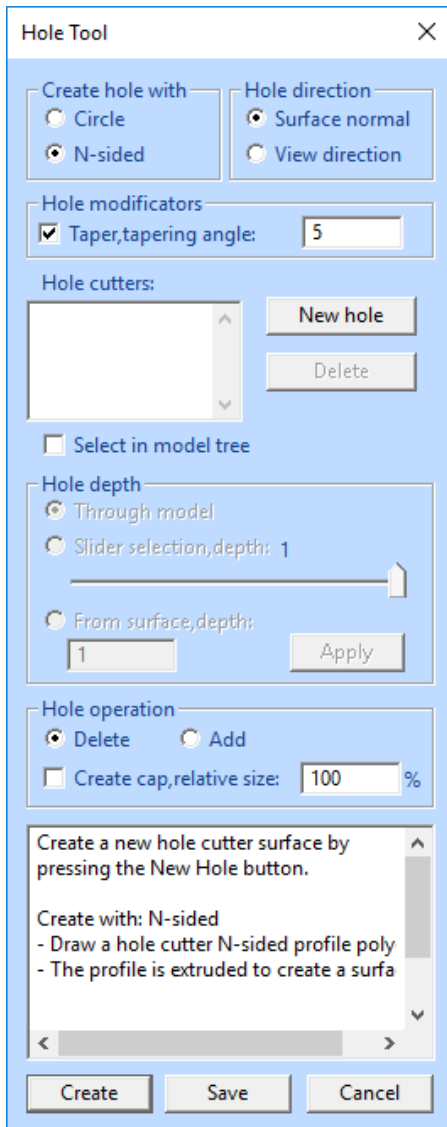 Hole Tool
Create hole with
Circle
N-sided
Hole direction
Surface normal
View direction
Hole modificators
Taper,tapering angle: 5
Hole cutters:
New hole
Delete
Select in model tree
Hole depth
Through model
Slider selection,depth: 1
From surface,depth:
1
Apply
Hole operation
Delete Add
Create cap,relative size: 100 %
Create a new hole cutter surface by
pressing the New Hole button.
Create with: N-sided
- Draw a hole cutter N-sided profile poly
- The profile is extruded to create a surfa
Create Save Cancel